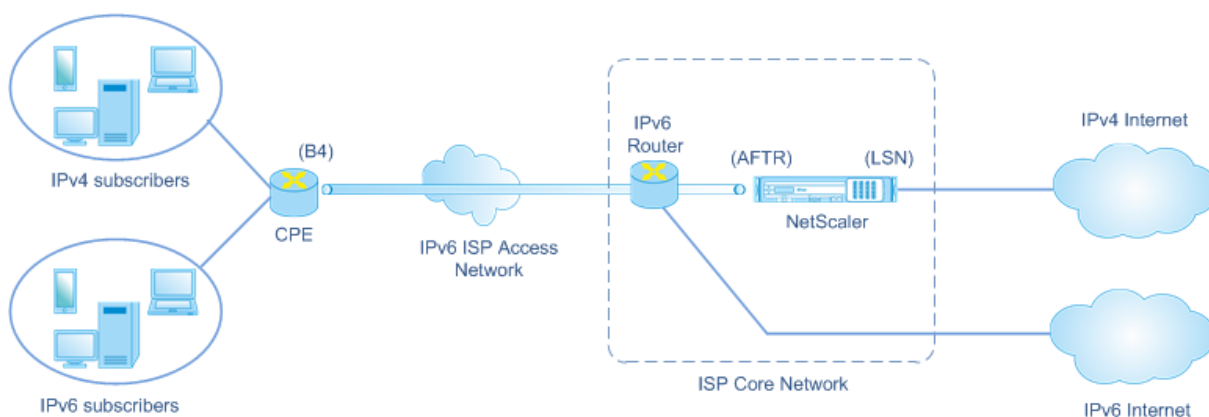 IPv4 subscribers
(B4)
CPE
IPv6 subscribers
IPv6 ISP Access
Network
IPv6
Router
(AFTR)
(LSN)
NetScaler
ISP Core Network
IPv4 Internet
IPv6 Internet